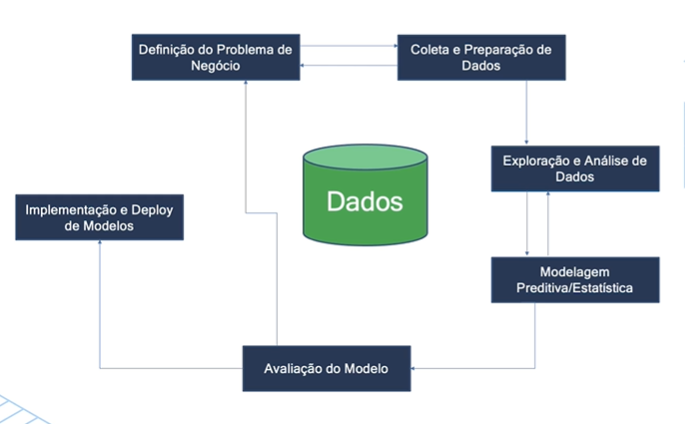 Definição do Problema de
Negócio
Coleta e Preparação de
Dados
Exploração e Análise de
Dados
Dados
Implementação e Deploy
de Modelos
Modelagem
Preditiva/Estatística
Avaliação do Modelo